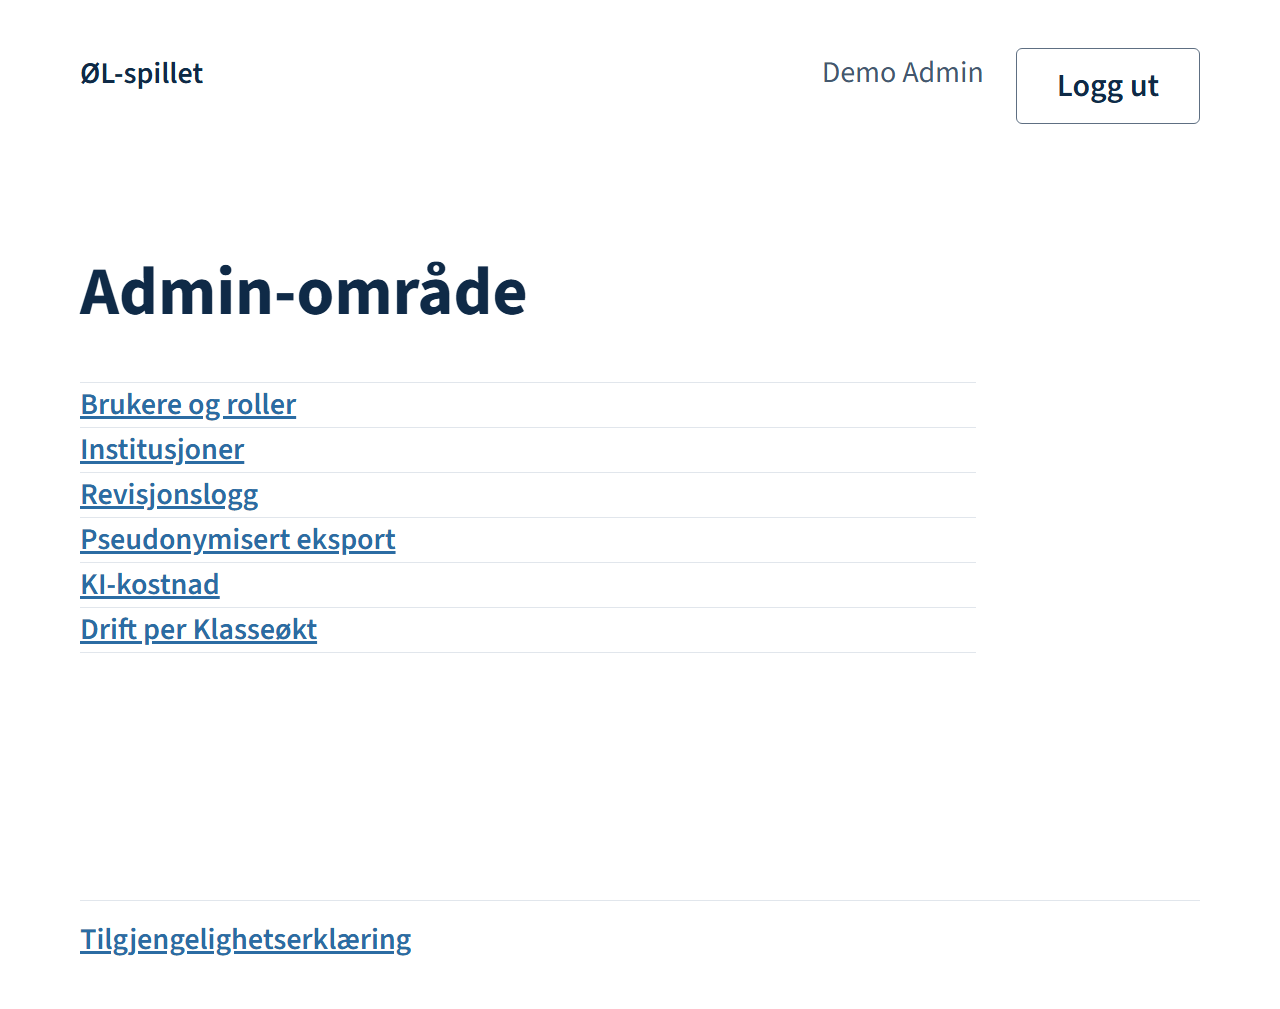 ØL-spillet
Demo Admin
Logg ut
Admin-område
Brukere og roller
Institusjoner
Revisjonslogg
Pseudonymisert eksport
KI-kostnad
Drift per Klasseøkt
Tilgjengelighetserklæring